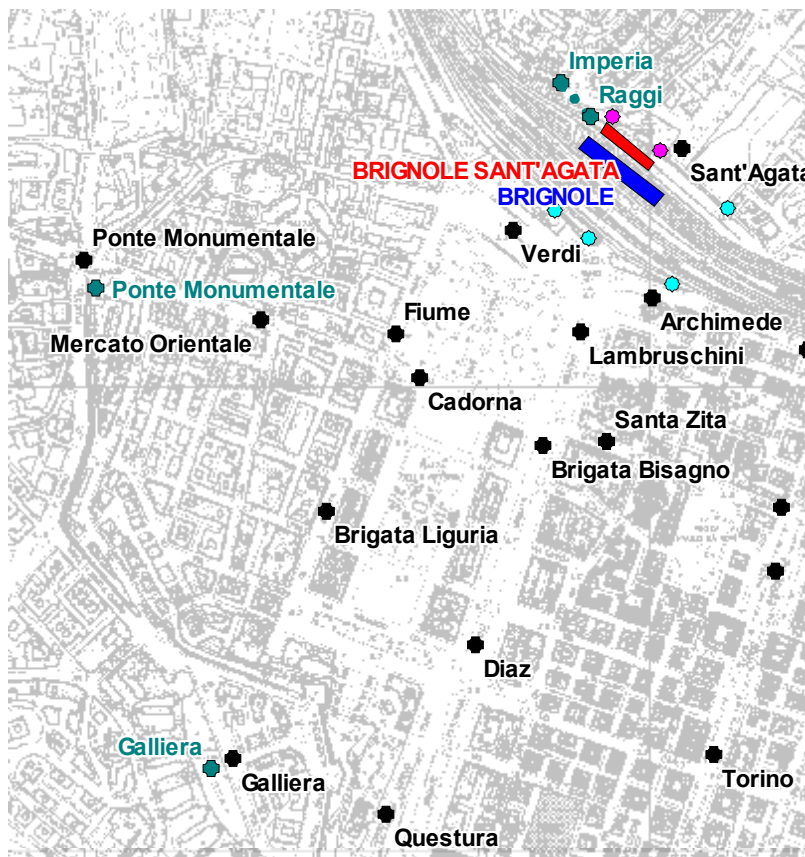 Imperia
Raggi
BRIGNOLE SANT'AGATA
Sant'Agata
BRIGNOLE
Ponte Monumentale
Verdi
Ponte Monumentale
Fiume
Archimede
Mercato Orientale
Lambruschini
Cadorna
Santa Zita
Brigata Bisagno
Brigata Liguria
Diaz
Galliera
Galliera
Torino
Questura